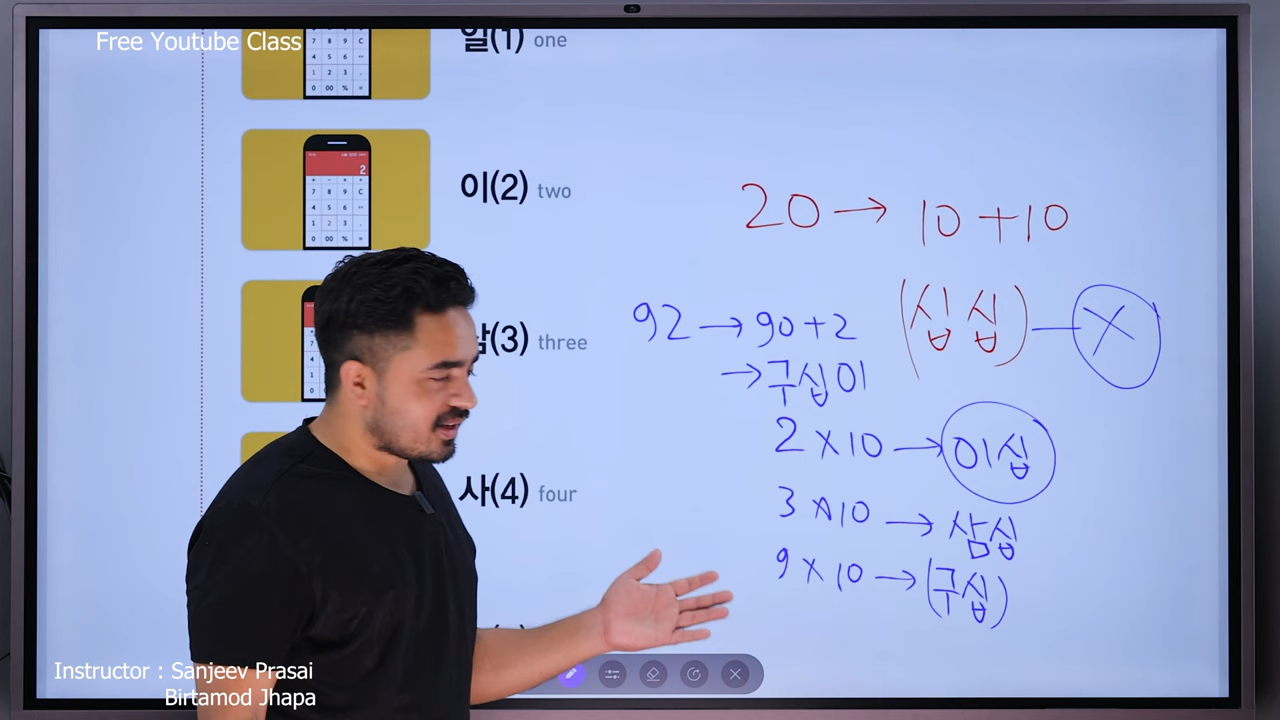 Free Youtube Class
일(1) one
이(2) two
(3) three
사(4) four
20 → 10 + 10
(십 십) — X
92 → 90 + 2
→ 구십이
2 X 10 → 이십
3 X 10 → 삼십
9 X 10 → (구십)
Instructor : Sanjeev Prasai
Birtamod Jhapa